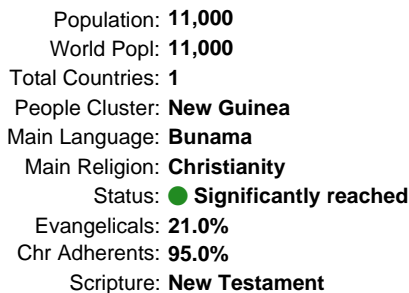 Population: 11,000
World Popl: 11,000
Total Countries: 1
People Cluster: New Guinea
Main Language: Bunama
Main Religion: Christianity
Status: Significantly reached
Evangelicals: 21.0%
Chr Adherents: 95.0%
Scripture: New Testament